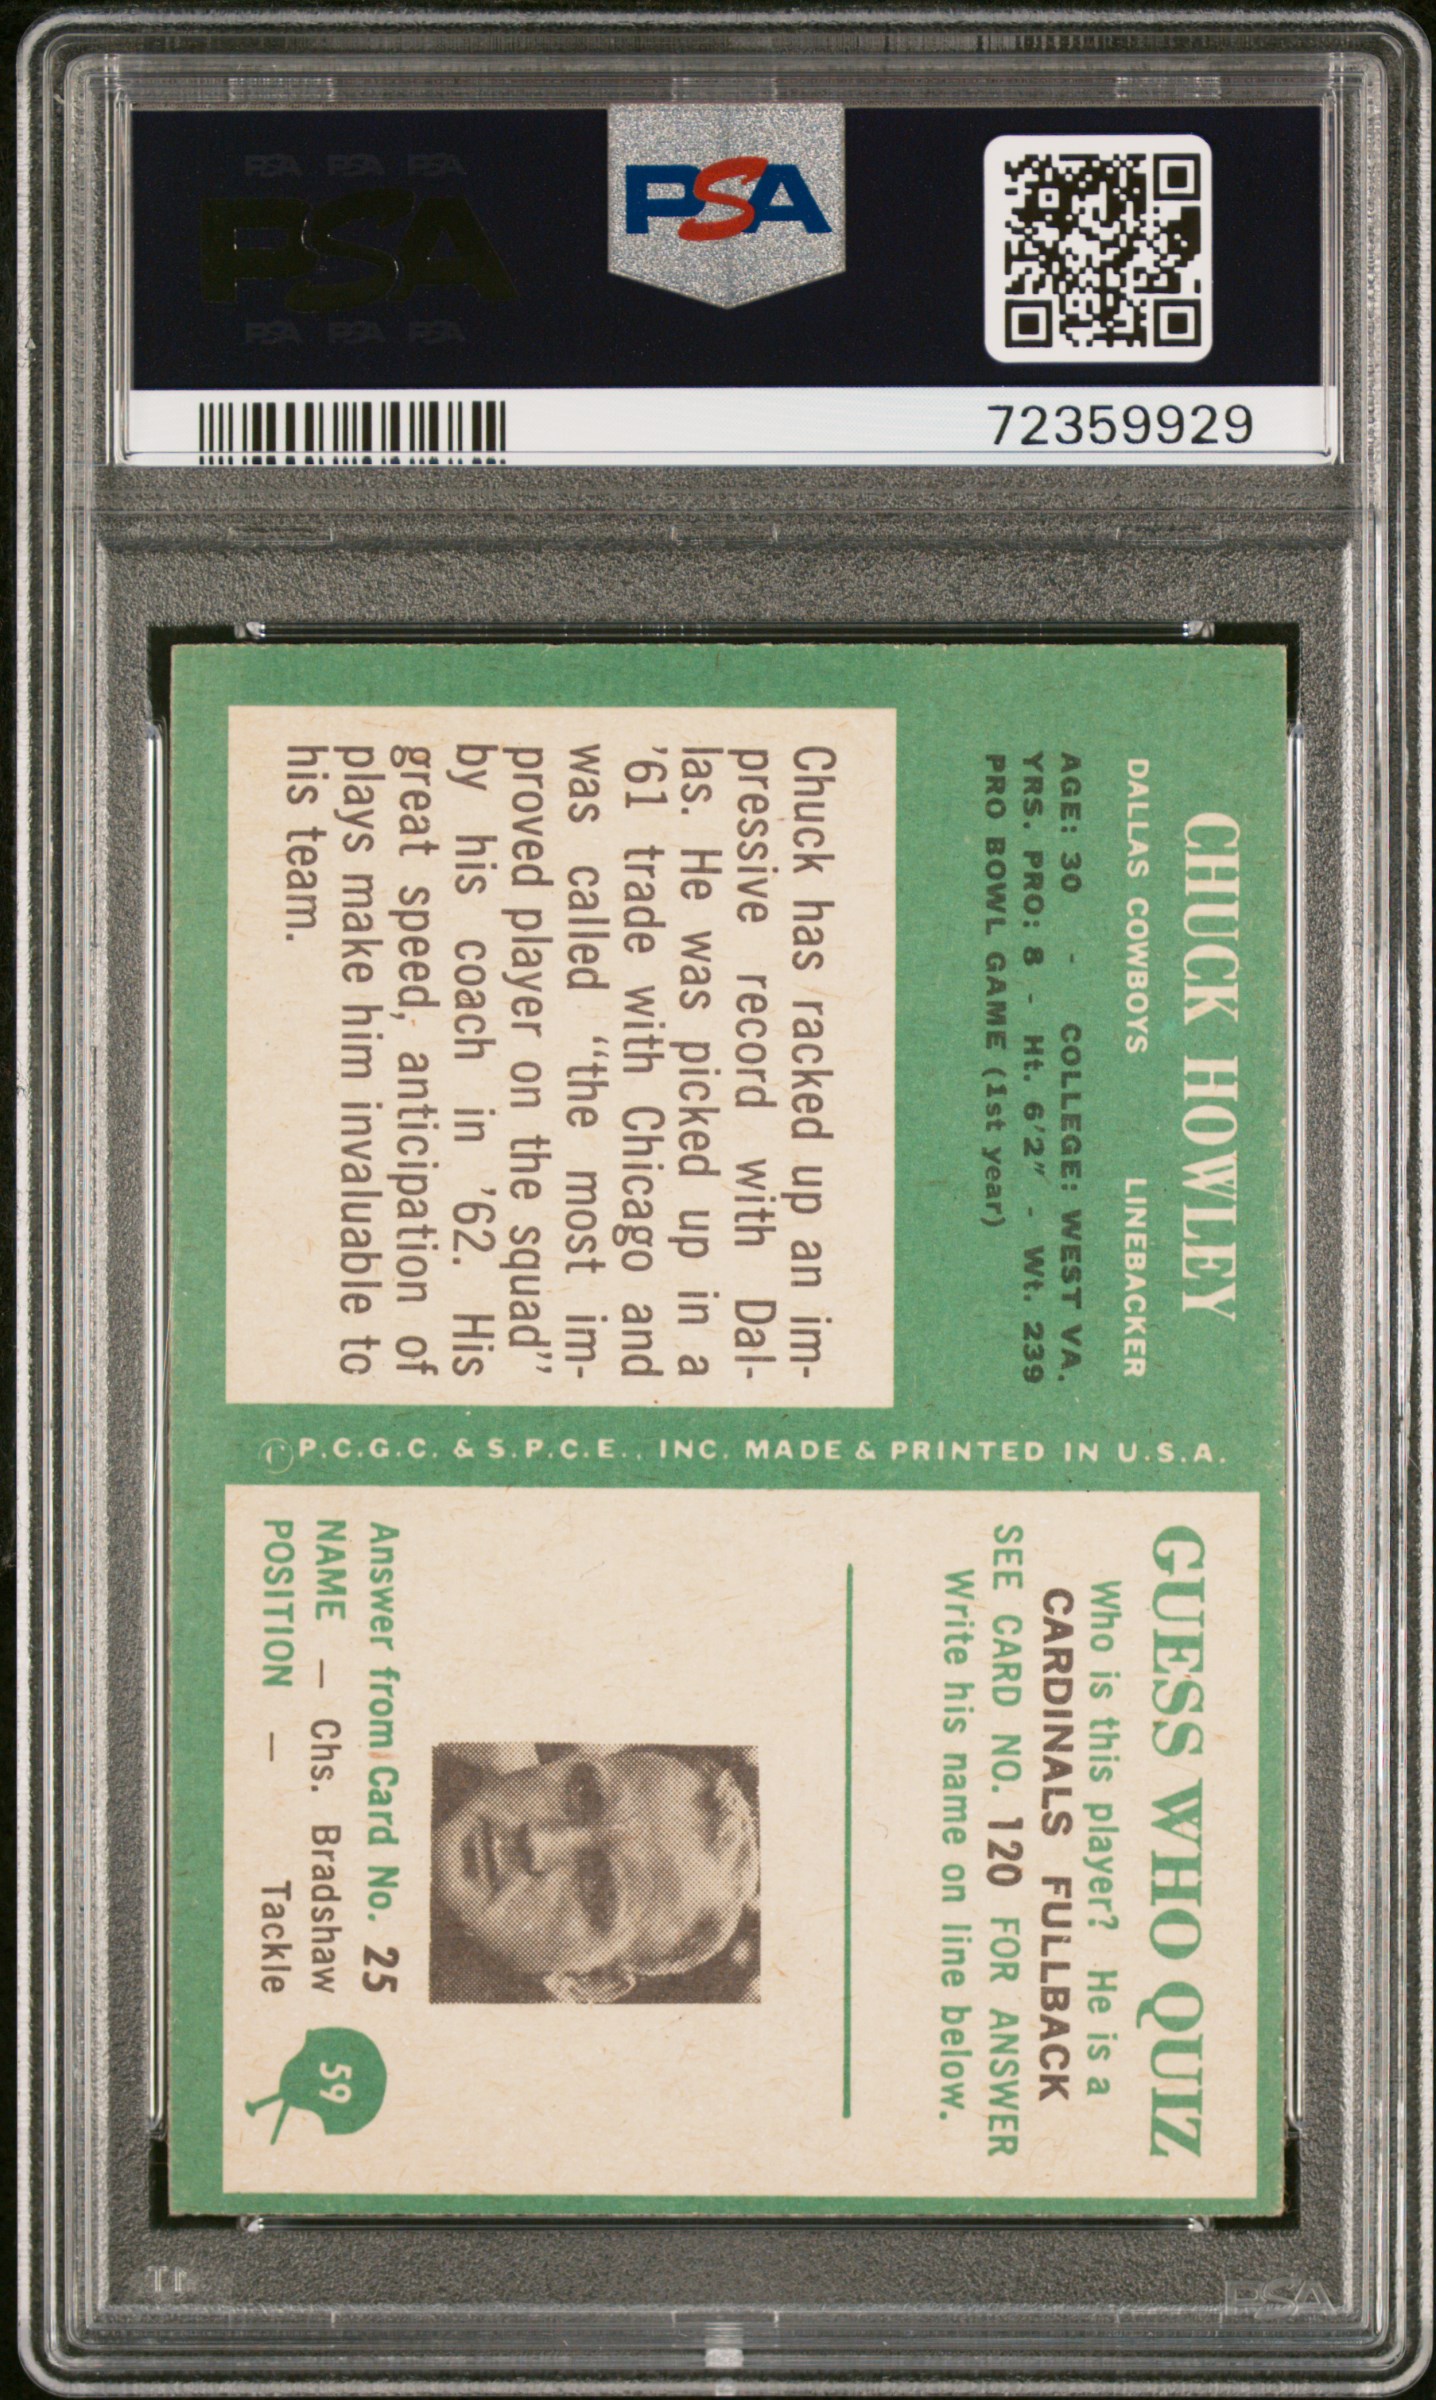 PSA PSA PSA
PSA
PSA PSA PSA
PSA
72359929
CHUCK HOWLEY
DALLAS COWBOYS LINEBACKER
AGE: 30 - COLLEGE: WEST VA.
YRS. PRO: 8 - Ht. 6'2" - Wt. 239
PRO BOWL GAME (1st year)
Chuck has racked up an im-
pressive record with Dal-
las. He was picked up in a
'61 trade with Chicago and
was called "the most im-
proved player on the squad"
by his coach in '62. His
great speed, anticipation of
plays make him invaluable to
his team.
©P.C.G.C. & S.P.C.E., INC. MADE & PRINTED IN U.S.A.
GUESS WHO QUIZ
Who is this player? He is a
CARDINALS FULLBACK
SEE CARD NO. 120 FOR ANSWER
Write his name on line below.
Answer from Card No. 25
NAME — Chs. Bradshaw
POSITION — Tackle
59
PSA